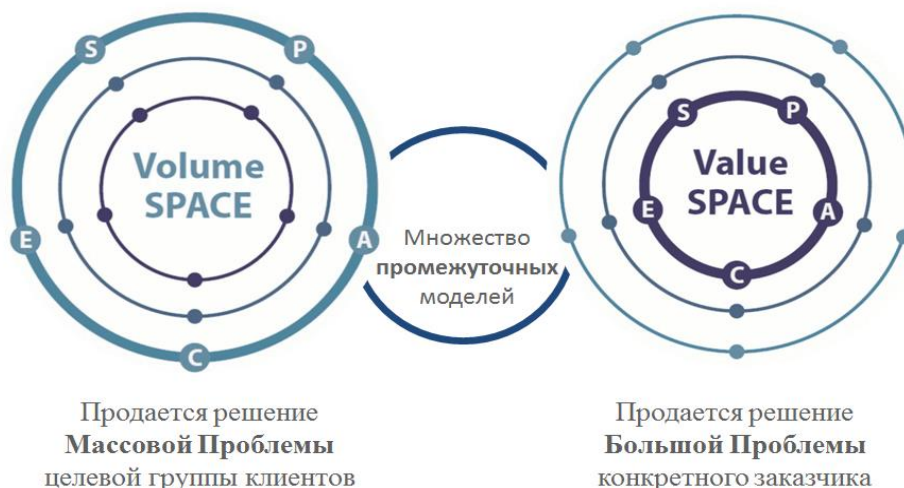 S
P
Volume
SPACE
E
A
C
Множество
промежуточных
моделей
S
P
Value
SPACE
E
A
C
Продается решение
Массовой Проблемы
целевой группы клиентов
Продается решение
Большой Проблемы
конкретного заказчика